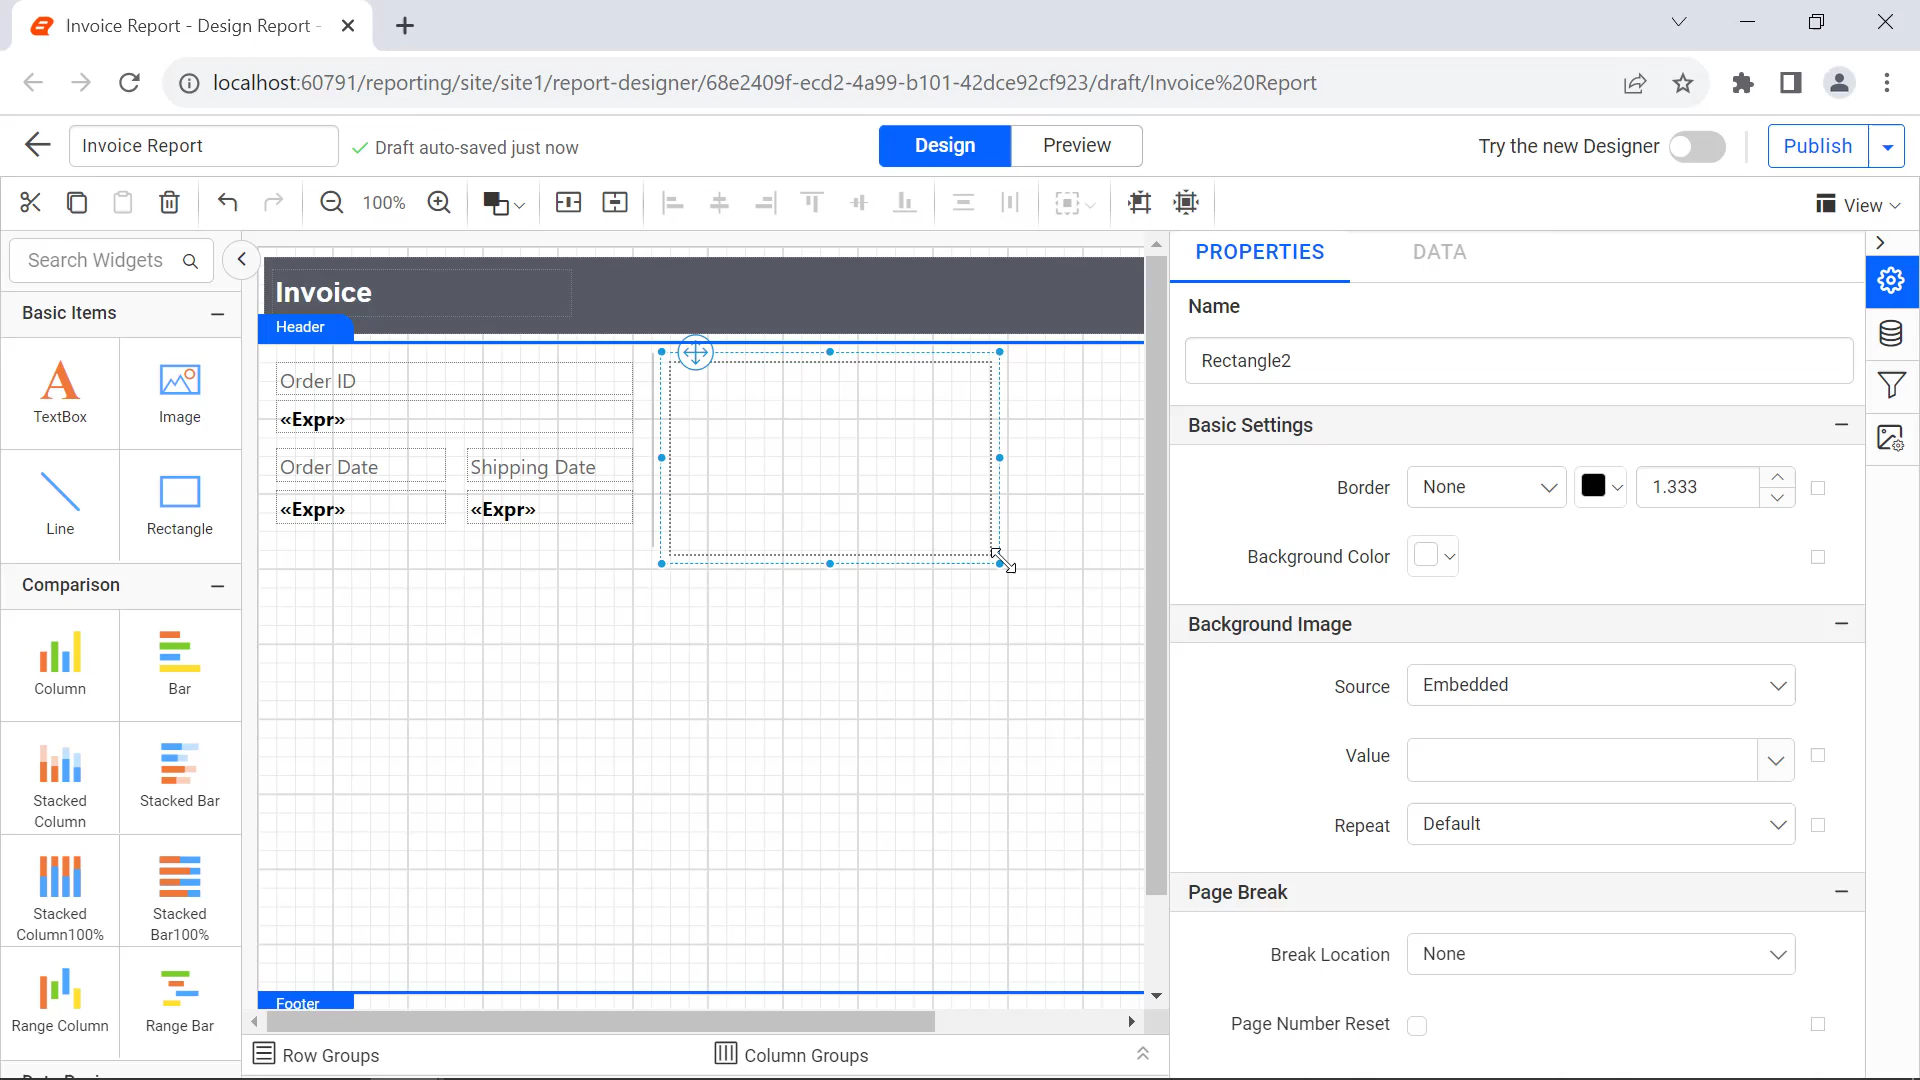 Invoice Report - Design Report -
localhost:60791/reporting/site/site1/report-designer/68e2409f-ecd2-4a99-b101-42dce92cf923/draft/Invoice%20Report
Invoice Report
Draft auto-saved just now
Design
Preview
Try the new Designer
Publish
100%
View
Search Widgets
Basic Items
TextBox
Image
Line
Rectangle
Comparison
Column
Bar
Stacked
Column
Stacked Bar
Stacked
Column100%
Stacked
Bar100%
Range Column
Range Bar
Invoice
Header
Order ID
«Expr»
Order Date
Shipping Date
«Expr»
«Expr»
Footer
Row Groups
Column Groups
PROPERTIES
DATA
Name
Rectangle2
Basic Settings
Border
None
1.333
Background Color
Background Image
Source
Embedded
Value
Repeat
Default
Page Break
Break Location
None
Page Number Reset